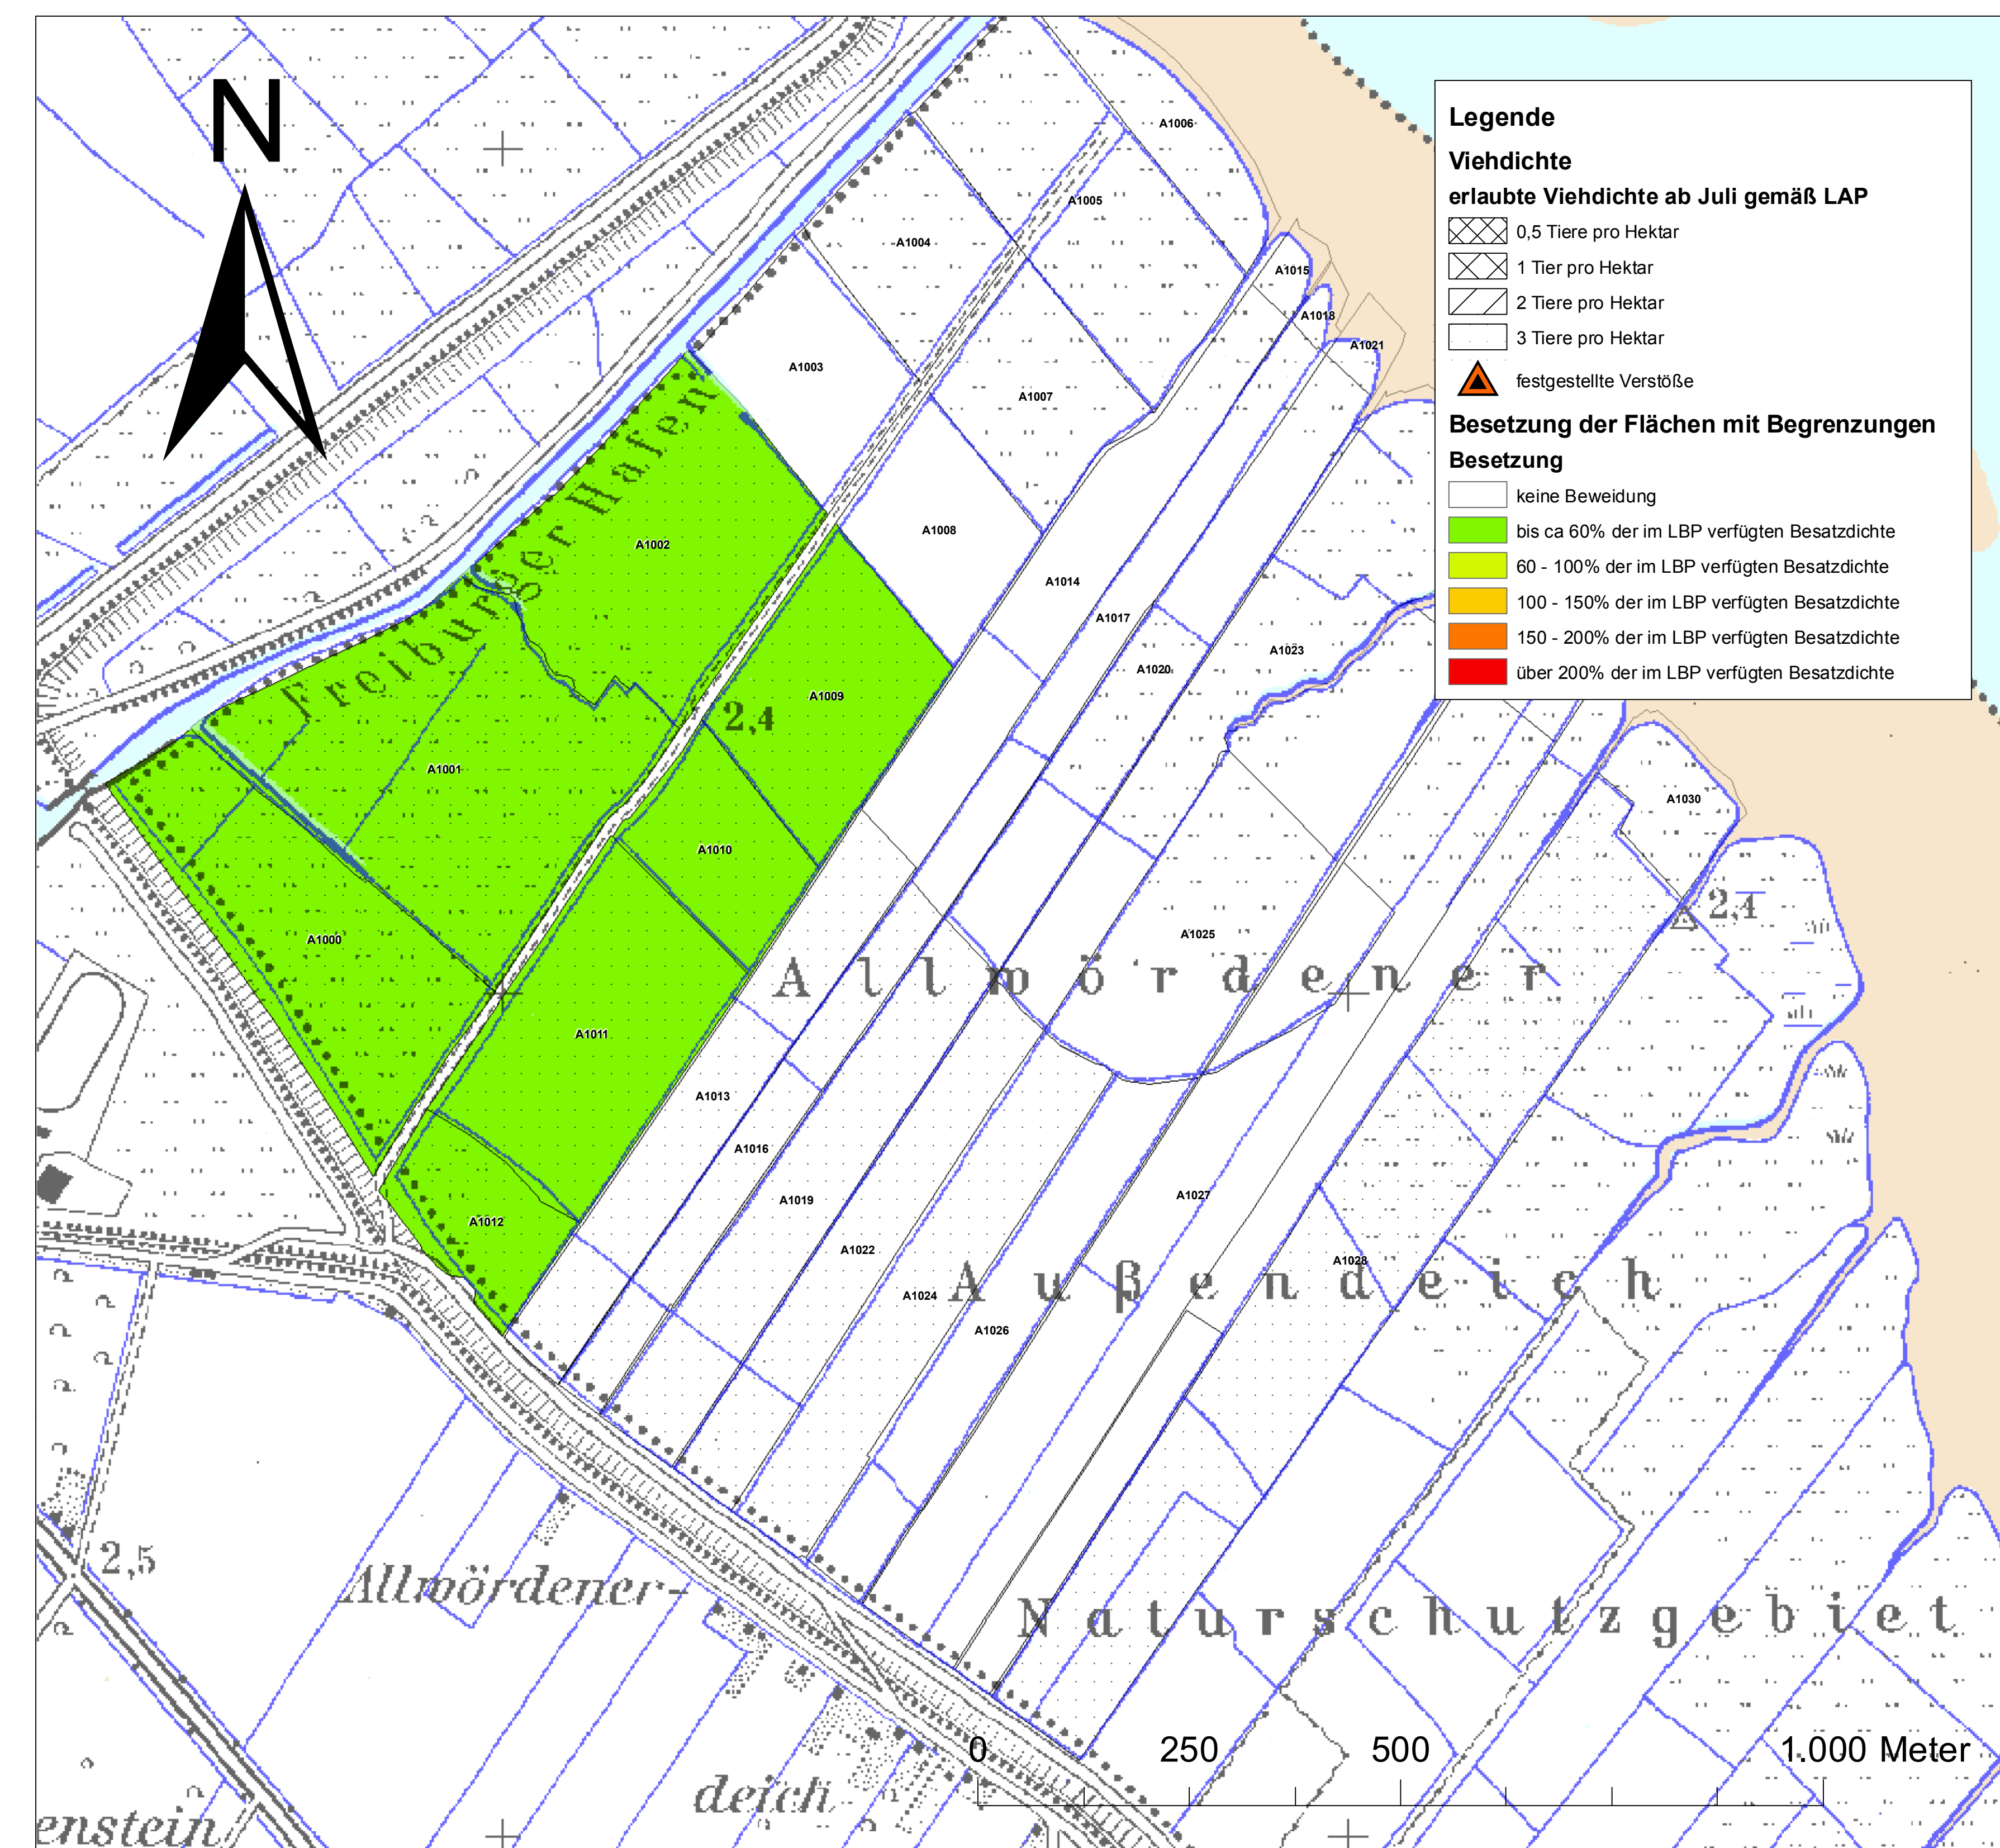 N
Legende
Viehdichte
erlaubte Viehdichte ab Juli gemäß LAP
0,5 Tiere pro Hektar
1 Tier pro Hektar
2 Tiere pro Hektar
3 Tiere pro Hektar
festgestellte Verstöße
Besetzung der Flächen mit Begrenzungen
Besetzung
keine Beweidung
bis ca 60% der im LBP verfügten Besatzdichte
60 - 100% der im LBP verfügten Besatzdichte
100 - 150% der im LBP verfügten Besatzdichte
150 - 200% der im LBP verfügten Besatzdichte
über 200% der im LBP verfügten Besatzdichte
A1006
A1005
A1004
A1015
A1018
A1021
A1003
A1007
Freiburger Hafen
A1002
A1008
A1014
A1017
A1023
A1020
A1009
2,4
A1001
A1030
A1010
2,4
A1000
A1025
Allmördener
A1011
A1013
A1016
A1027
A1019
A1012
A1022
A1028
Außendeich
A1024
A1026
2,5
Allmördener-
Naturschutzgebiet
0 250 500 1.000 Meter
deich
enstein